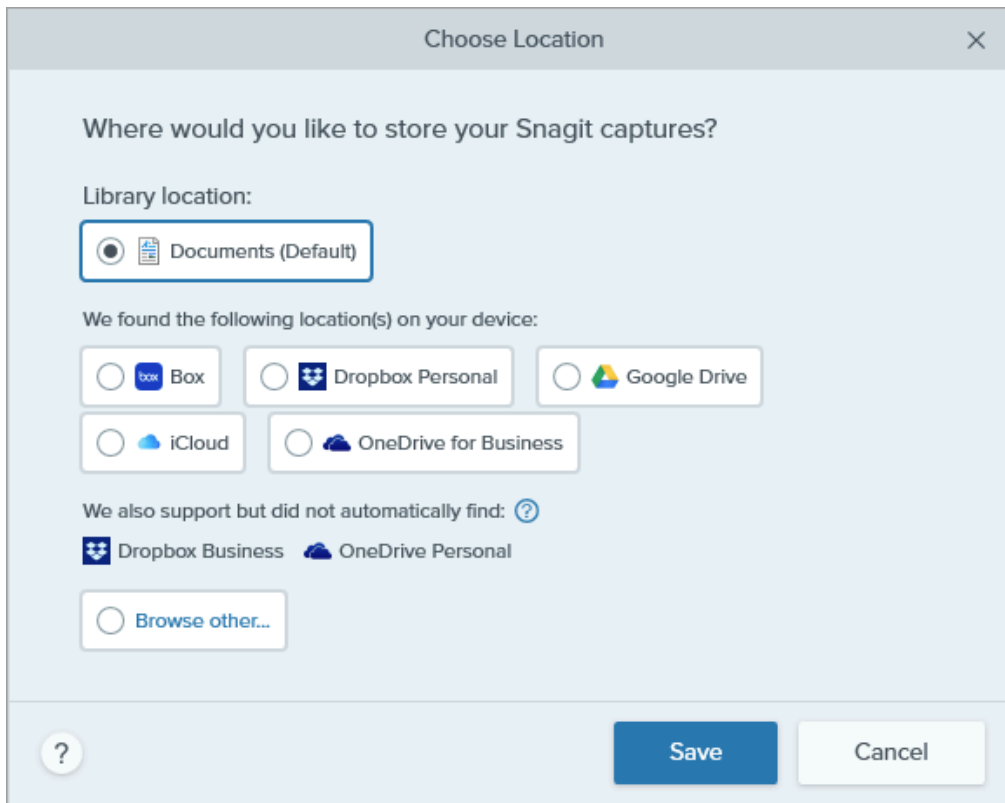 Choose Location
Where would you like to store your Snagit captures?
Library location:
Documents (Default)
We found the following location(s) on your device:
box Box Dropbox Personal Google Drive
iCloud OneDrive for Business
We also support but did not automatically find: ?
Dropbox Business OneDrive Personal
Browse other...
? Save Cancel